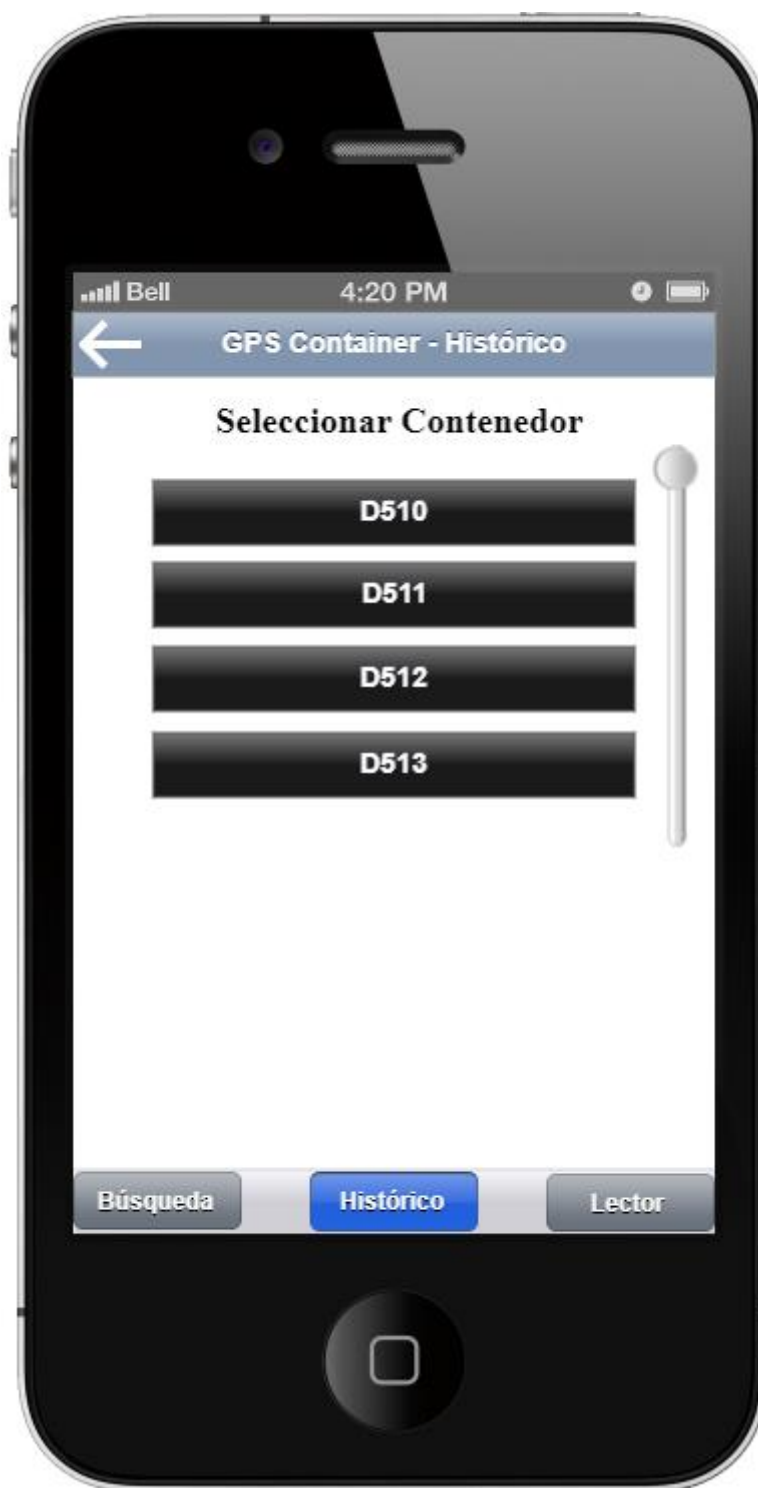 Bell 4:20 PM
GPS Container - Histórico
Seleccionar Contenedor
D510
D511
D512
D513
Búsqueda Histórico Lector